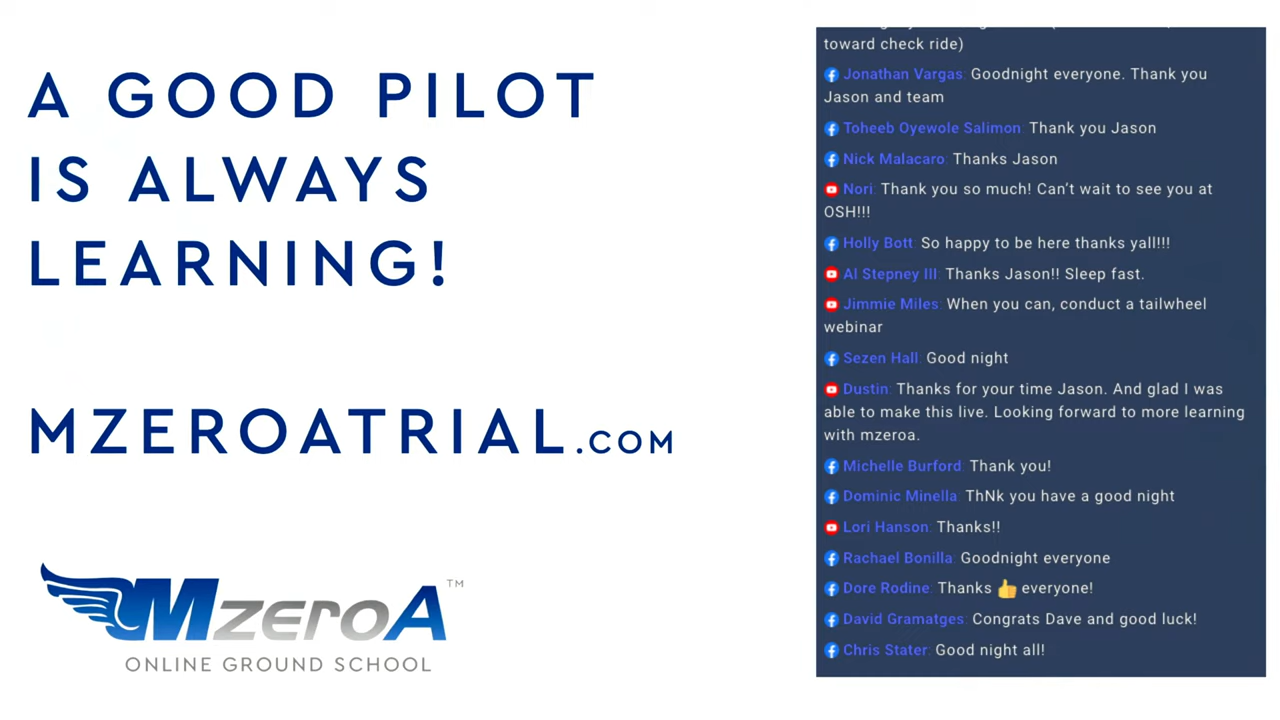 A GOOD PILOT
IS ALWAYS
LEARNING!
MZEROATRIAL.COM
MzeroA™
ONLINE GROUND SCHOOL
toward check ride)
Jonathan Vargas: Goodnight everyone. Thank you
Jason and team
Toheeb Oyewole Salimon: Thank you Jason
Nick Malacaro: Thanks Jason
Nori: Thank you so much! Can't wait to see you at
OSH!!!
Holly Bott: So happy to be here thanks yall!!!
Al Stepney III: Thanks Jason!! Sleep fast.
Jimmie Miles: When you can, conduct a tailwheel
webinar
Sezen Hall: Good night
Dustin: Thanks for your time Jason. And glad I was
able to make this live. Looking forward to more learning
with mzeroa.
Michelle Burford: Thank you!
Dominic Minella: ThNk you have a good night
Lori Hanson: Thanks!!
Rachael Bonilla: Goodnight everyone
Dore Rodine: Thanks 👍 everyone!
David Gramatges: Congrats Dave and good luck!
Chris Stater: Good night all!